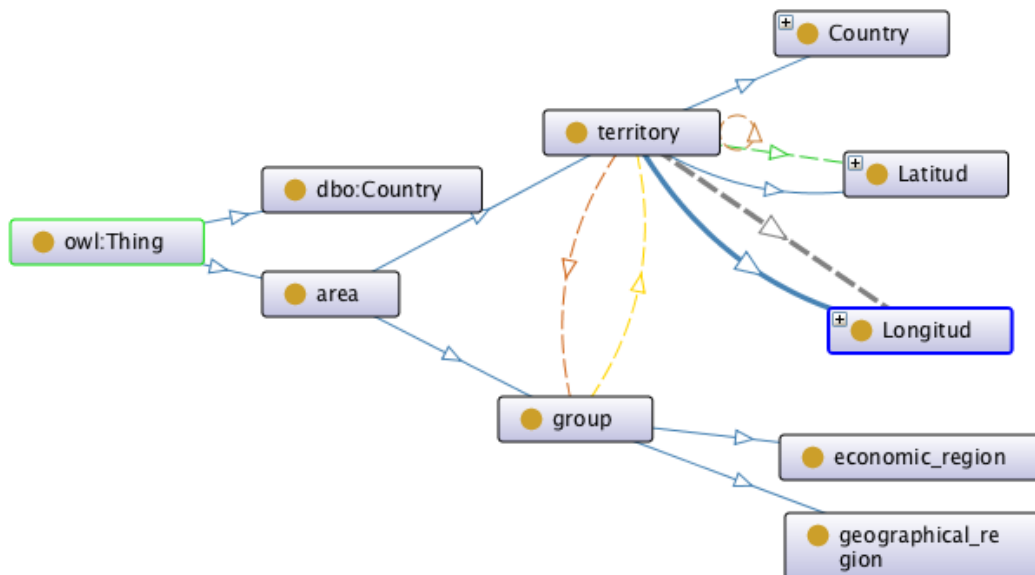 Country
territory
Latitud
dbo:Country
owl:Thing
area
Longitud
group
economic_region
geographical_re
gion